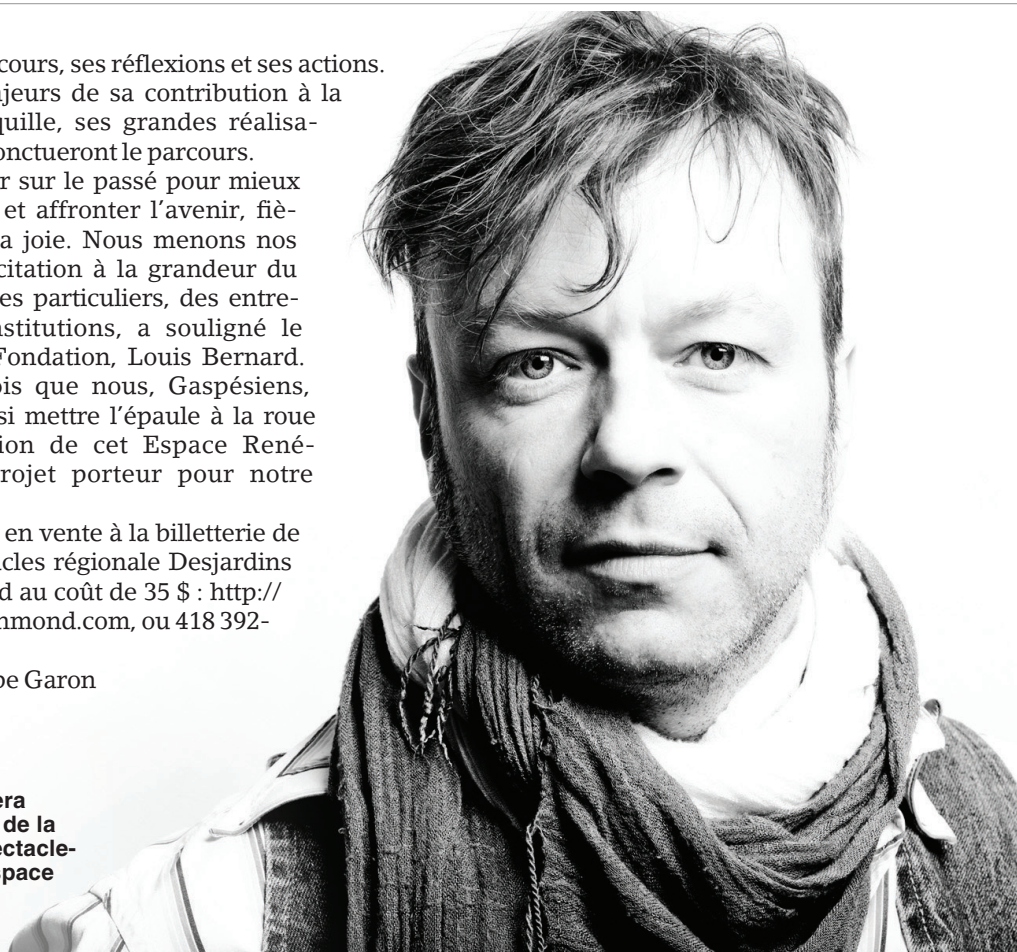 cours, ses réflexions et ses actions.
jeurs de sa contribution à la
quille, ses grandes réalisa-
onctueront le parcours.
r sur le passé pour mieux
et affronter l'avenir, fiè-
a joie. Nous menons nos
citation à la grandeur du
es particuliers, des entre-
nstitutions, a souligné le
Fondation, Louis Bernard.
ois que nous, Gaspésiens,
si mettre l'épaule à la roue
ion de cet Espace René-
rojet porteur pour notre
en vente à la billetterie de
cles régionale Desjardins
d au coût de 35 $ : http://
mmond.com, ou 418 392-
pe Garon
era
de la
ectacle-
space